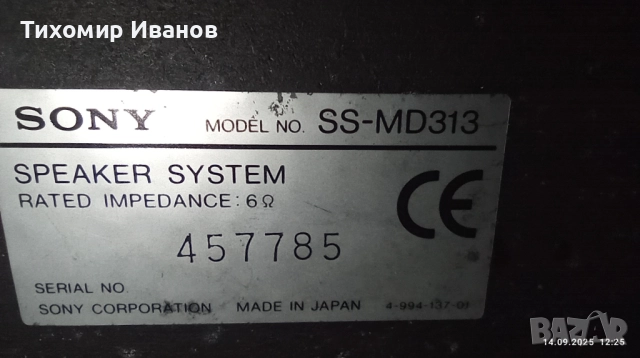 Тихомир Иванов
SONY MODEL NO. SS-MD313
SPEAKER SYSTEM
RATED IMPEDANCE: 6Ω
CE
457785
SERIAL NO.
SONY CORPORATION MADE IN JAPAN 4-994-137-01
BAZAR
14.09.2025 12:25